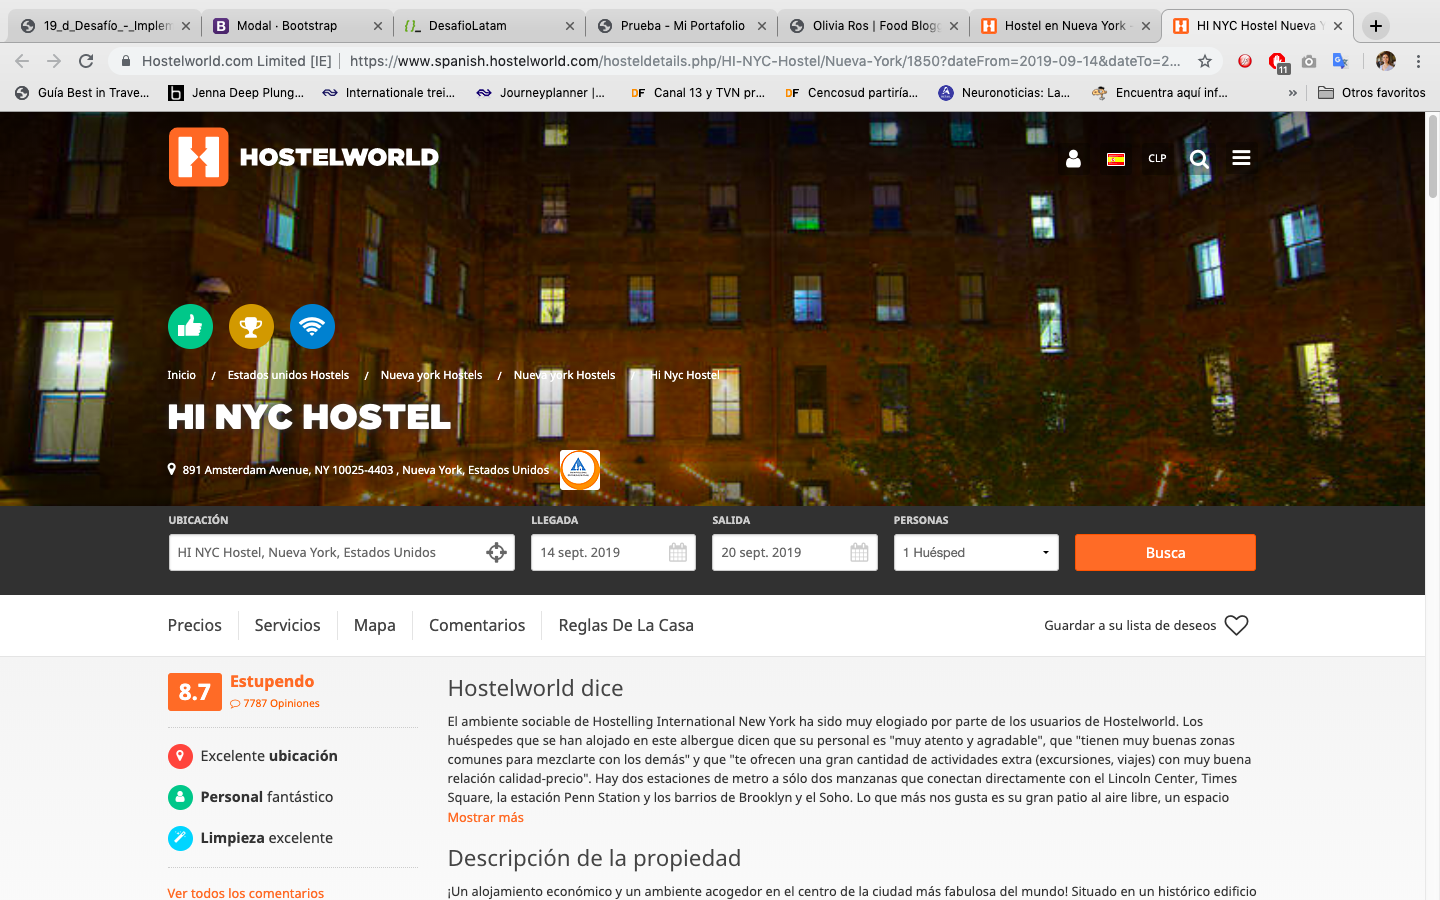 19_d_Desafío_-_Implem
Modal · Bootstrap
DesafioLatam
Prueba - Mi Portafolio
Olivia Ros | Food Blogg
Hostel en Nueva York -
HI NYC Hostel Nueva Y
Hostelworld.com Limited [IE]
https://www.spanish.hostelworld.com/hosteldetails.php/HI-NYC-Hostel/Nueva-York/1850?dateFrom=2019-09-14&dateTo=2...
11
Guía Best in Trave...
Jenna Deep Plung...
Internationale trei...
Journeyplanner |...
DF Canal 13 y TVN pr...
DF Cencosud partiría...
Neuronoticias: La...
Encuentra aquí inf...
»
Otros favoritos
HOSTELWORLD
CLP
Inicio / Estados unidos Hostels / Nueva york Hostels / Nueva york Hostels / Hi Nyc Hostel
HI NYC HOSTEL
891 Amsterdam Avenue, NY 10025-4403 , Nueva York, Estados Unidos
UBICACIÓN
LLEGADA
SALIDA
PERSONAS
HI NYC Hostel, Nueva York, Estados Unidos
14 sept. 2019
20 sept. 2019
1 Huésped
Busca
Precios
Servicios
Mapa
Comentarios
Reglas De La Casa
Guardar a su lista de deseos
8.7
Estupendo
7787 Opiniones
Excelente ubicación
Personal fantástico
Limpieza excelente
Ver todos los comentarios
Hostelworld dice
El ambiente sociable de Hostelling International New York ha sido muy elogiado por parte de los usuarios de Hostelworld. Los
huéspedes que se han alojado en este albergue dicen que su personal es "muy atento y agradable", que "tienen muy buenas zonas
comunes para mezclarte con los demás" y que "te ofrecen una gran cantidad de actividades extra (excursiones, viajes) con muy buena
relación calidad-precio". Hay dos estaciones de metro a sólo dos manzanas que conectan directamente con el Lincoln Center, Times
Square, la estación Penn Station y los barrios de Brooklyn y el Soho. Lo que más nos gusta es su gran patio al aire libre, un espacio
Mostrar más
Descripción de la propiedad
¡Un alojamiento económico y un ambiente acogedor en el centro de la ciudad más fabulosa del mundo! Situado en un histórico edificio